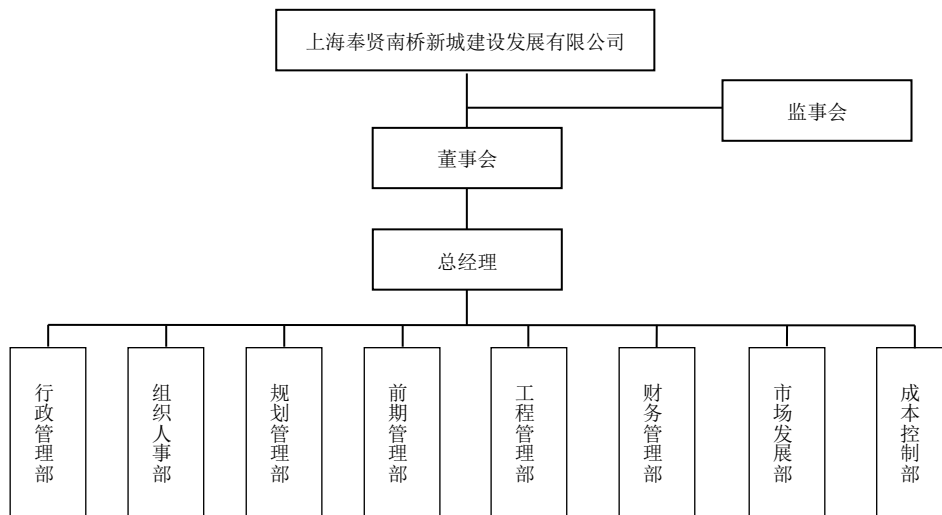 上海奉贤南桥新城建设发展有限公司
监事会
董事会
总经理
行政管理部
组织人事部
规划管理部
前期管理部
工程管理部
财务管理部
市场发展部
成本控制部